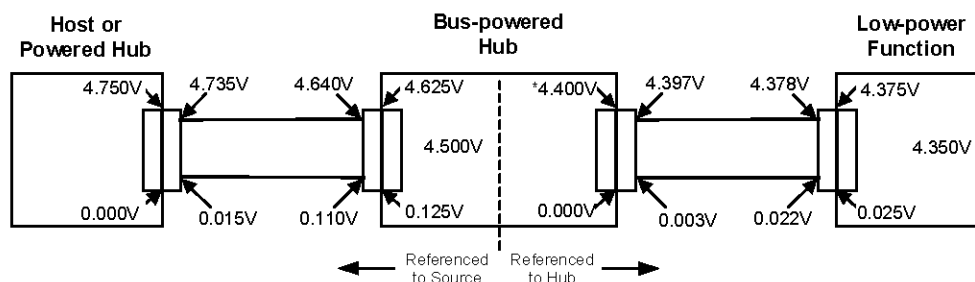 Host or
Powered Hub
Bus-powered
Hub
Low-power
Function
4.750V
4.735V
4.640V
4.625V
*4.400V
4.397V
4.378V
4.375V
4.500V
4.350V
0.000V
0.015V
0.110V
0.125V
0.000V
0.003V
0.022V
0.025V
Referenced
to Source
Referenced
to Hub